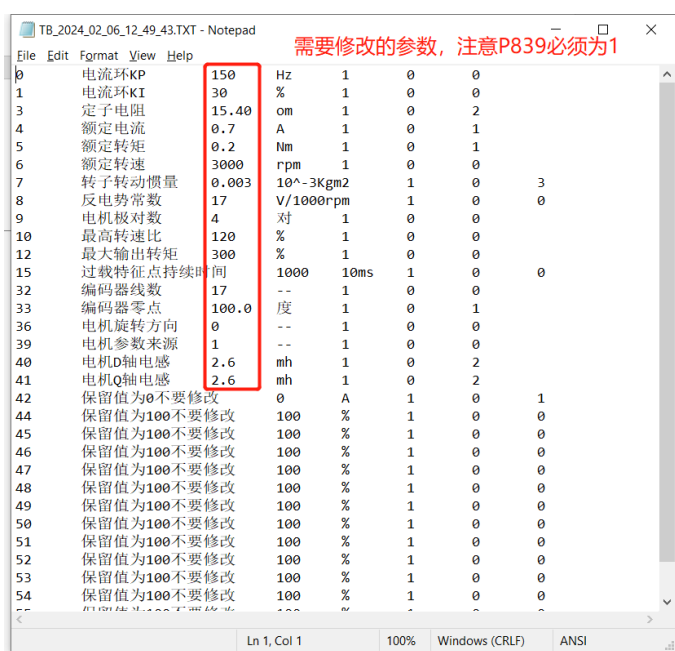 TB_2024_02_06_12_49_43.TXT - Notepad
需要修改的参数，注意P839必须为1
File Edit Format View Help
0 电流环KP 150 Hz 1 0 0
1 电流环KI 30 % 1 0 0
3 定子电阻 15.40 om 1 0 2
4 额定电流 0.7 A 1 0 1
5 额定转矩 0.2 Nm 1 0 1
6 额定转速 3000 rpm 1 0 0
7 转子转动惯量 0.003 10^-3Kgm2 1 0 3
8 反电势常数 17 V/1000rpm 1 0 0
9 电机极对数 4 对 1 0 0
10 最高转速比 120 % 1 0 0
12 最大输出转矩 300 % 1 0 0
15 过载特征点持续时间 1000 10ms 1 0 0
32 编码器线数 17 -- 1 0 0
33 编码器零点 100.0 度 1 0 1
36 电机旋转方向 0 -- 1 0 0
39 电机参数来源 1 -- 1 0 0
40 电机D轴电感 2.6 mh 1 0 2
41 电机Q轴电感 2.6 mh 1 0 2
42 保留值为0不要修改 0 A 1 0 1
44 保留值为100不要修改 100 % 1 0 0
45 保留值为100不要修改 100 % 1 0 0
46 保留值为100不要修改 100 % 1 0 0
47 保留值为100不要修改 100 % 1 0 0
48 保留值为100不要修改 100 % 1 0 0
49 保留值为100不要修改 100 % 1 0 0
50 保留值为100不要修改 100 % 1 0 0
51 保留值为100不要修改 100 % 1 0 0
52 保留值为100不要修改 100 % 1 0 0
53 保留值为100不要修改 100 % 1 0 0
54 保留值为100不要修改 100 % 1 0 0
Ln 1, Col 1 100% Windows (CRLF) ANSI